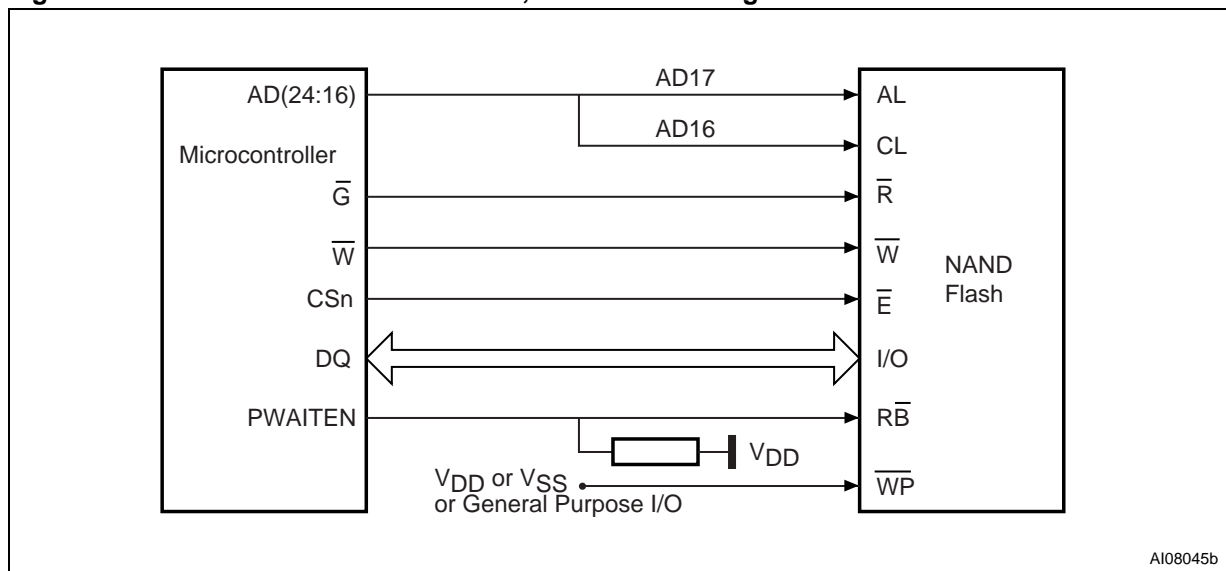 AD(24:16)
AD17
AL
AD16
CL
Microcontroller
G̅
R̅
W̅
W̅
NAND
Flash
CSn
E̅
DQ
I/O
PWAITEN
RB̅
VDD
VDD or VSS
or General Purpose I/O
W̅P̅
AI08045b